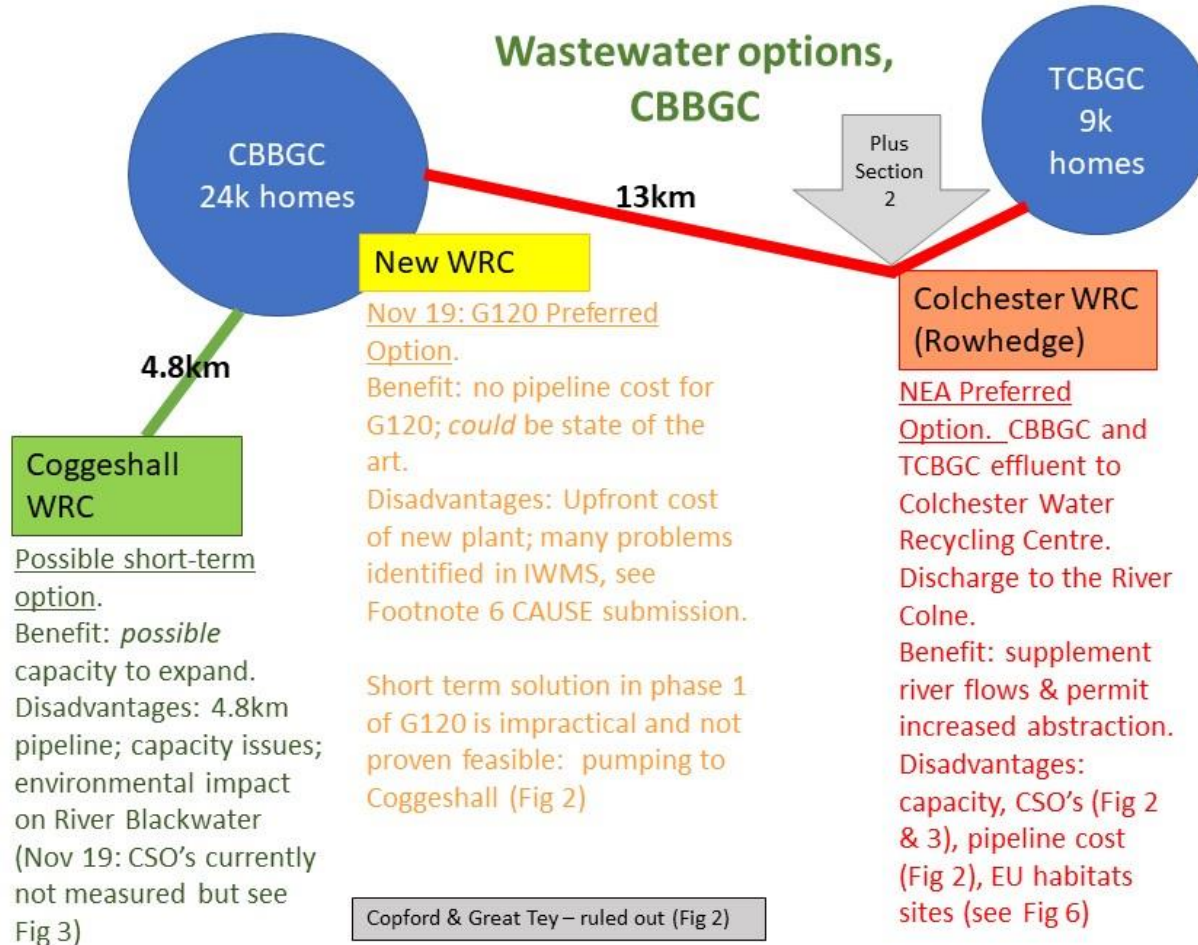 Wastewater options,
CBBGC
CBBGC
24k homes
TCBGC
9k
homes
Plus
Section
2
13km
4.8km
Coggeshall
WRC
Possible short-term
option.
Benefit: possible
capacity to expand.
Disadvantages: 4.8km
pipeline; capacity issues;
environmental impact
on River Blackwater
(Nov 19: CSO's currently
not measured but see
Fig 3)
New WRC
Nov 19: G120 Preferred
Option.
Benefit: no pipeline cost for
G120; could be state of the
art.
Disadvantages: Upfront cost
of new plant; many problems
identified in IWMS, see
Footnote 6 CAUSE submission.
Short term solution in phase 1
of G120 is impractical and not
proven feasible: pumping to
Coggeshall (Fig 2)
Copford & Great Tey – ruled out (Fig 2)
Colchester WRC
(Rowhedge)
NEA Preferred
Option. CBBGC and
TCBGC effluent to
Colchester Water
Recycling Centre.
Discharge to the River
Colne.
Benefit: supplement
river flows & permit
increased abstraction.
Disadvantages:
capacity, CSO's (Fig 2
& 3), pipeline cost
(Fig 2), EU habitats
sites (see Fig 6)